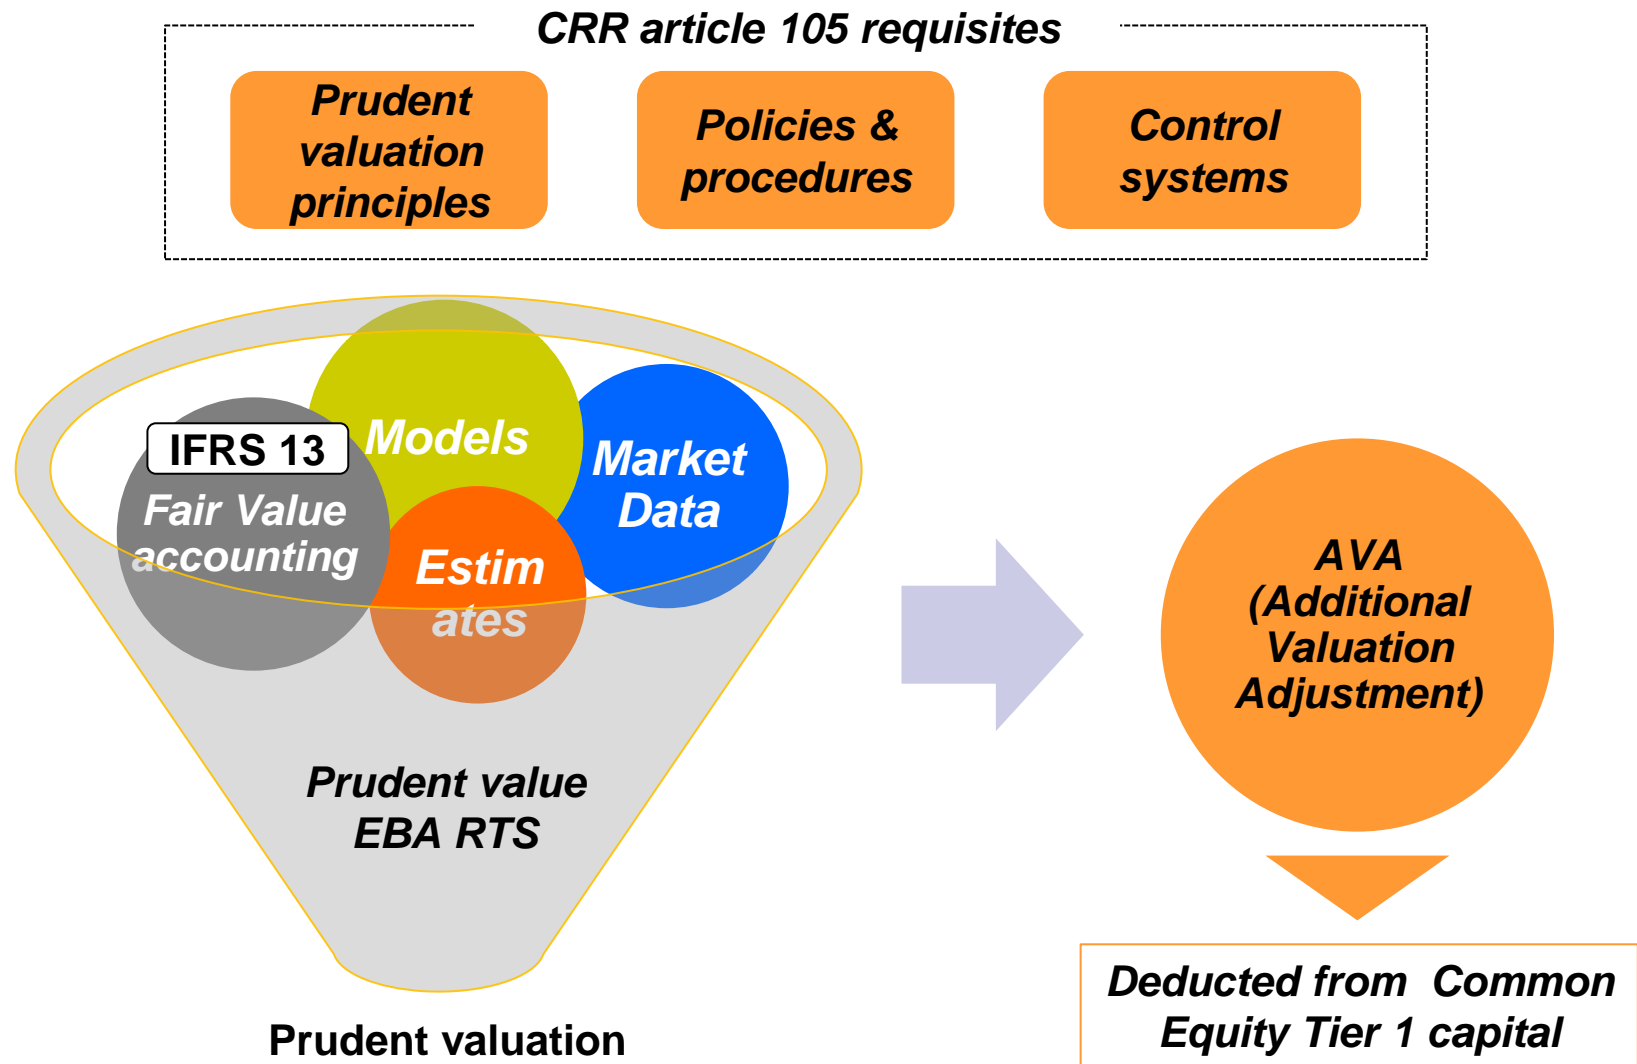 CRR article 105 requisites
Prudent
valuation
principles
Policies &
procedures
Control
systems
Models
IFRS 13
Fair Value
accounting
Market
Data
Estim
ates
Prudent value
EBA RTS
Prudent valuation
AVA
(Additional
Valuation
Adjustment)
Deducted from Common
Equity Tier 1 capital